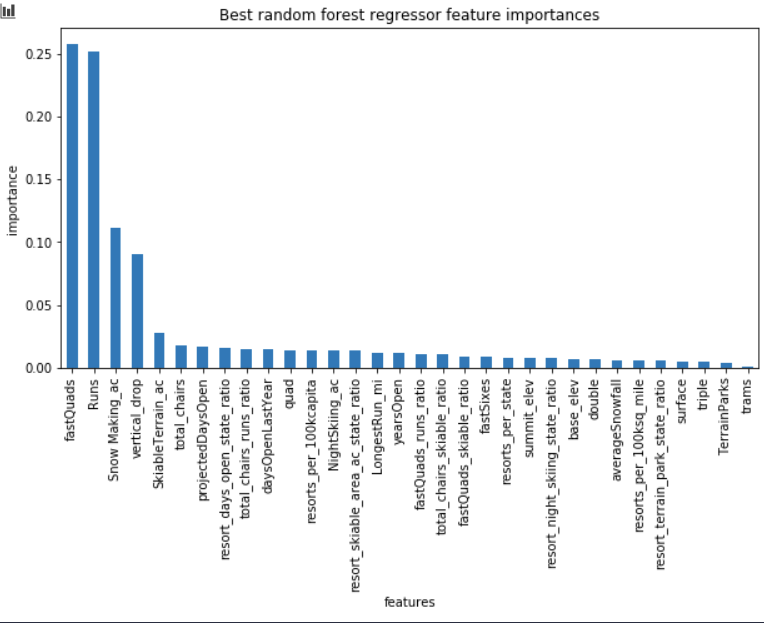 Best random forest regressor feature importances
importance
0.25
0.20
0.15
0.10
0.05
0.00
fastQuads
Runs
Snow Making_ac
vertical_drop
SkiableTerrain_ac
total_chairs
projectedDaysOpen
resort_days_open_state_ratio
total_chairs_runs_ratio
daysOpenLastYear
quad
resorts_per_100kcapita
NightSkiing_ac
resort_skiable_area_ac_state_ratio
LongestRun_mi
yearsOpen
fastQuads_runs_ratio
total_chairs_skiable_ratio
fastQuads_skiable_ratio
fastSixes
resorts_per_state
summit_elev
resort_night_skiing_state_ratio
base_elev
double
averageSnowfall
resorts_per_100ksq_mile
resort_terrain_park_state_ratio
surface
triple
TerrainParks
trams
features